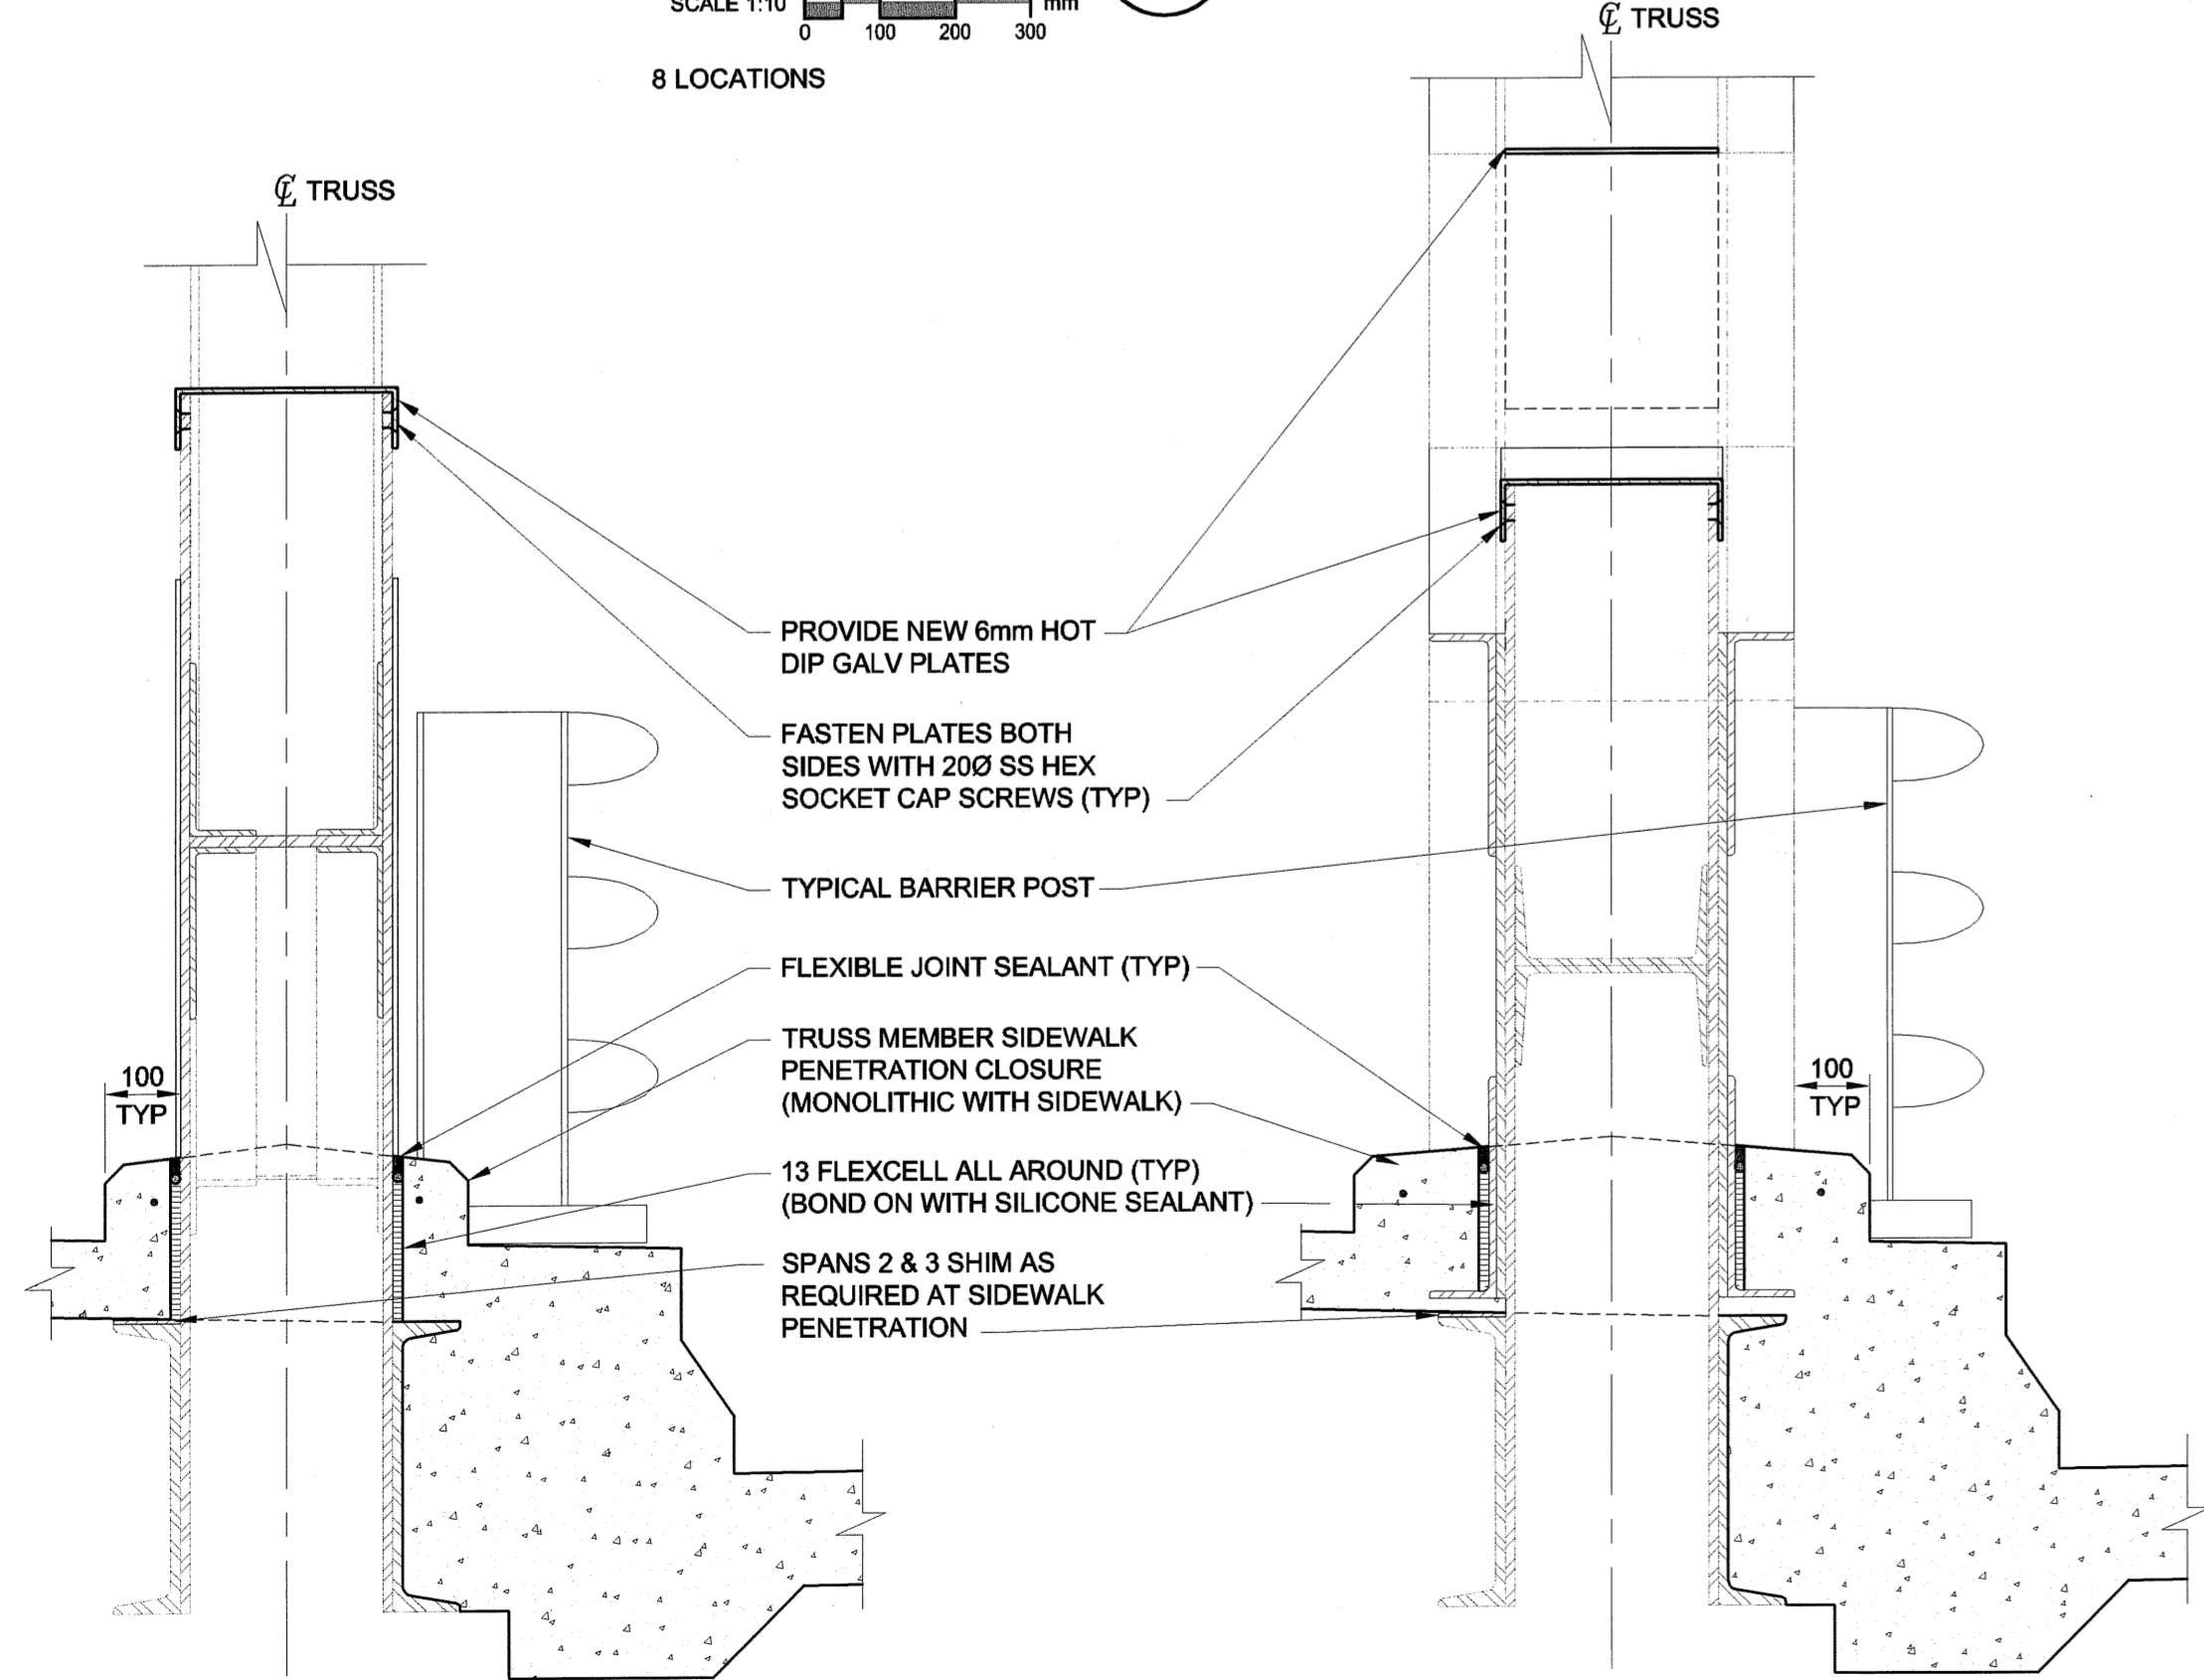 SCALE 1:10
mm
0 100 200 300
8 LOCATIONS
℄ TRUSS
℄ TRUSS
PROVIDE NEW 6mm HOT
DIP GALV PLATES
FASTEN PLATES BOTH
SIDES WITH 20Ø SS HEX
SOCKET CAP SCREWS (TYP)
TYPICAL BARRIER POST
FLEXIBLE JOINT SEALANT (TYP)
TRUSS MEMBER SIDEWALK
PENETRATION CLOSURE
(MONOLITHIC WITH SIDEWALK)
13 FLEXCELL ALL AROUND (TYP)
(BOND ON WITH SILICONE SEALANT)
SPANS 2 & 3 SHIM AS
REQUIRED AT SIDEWALK
PENETRATION
100
TYP
100
TYP